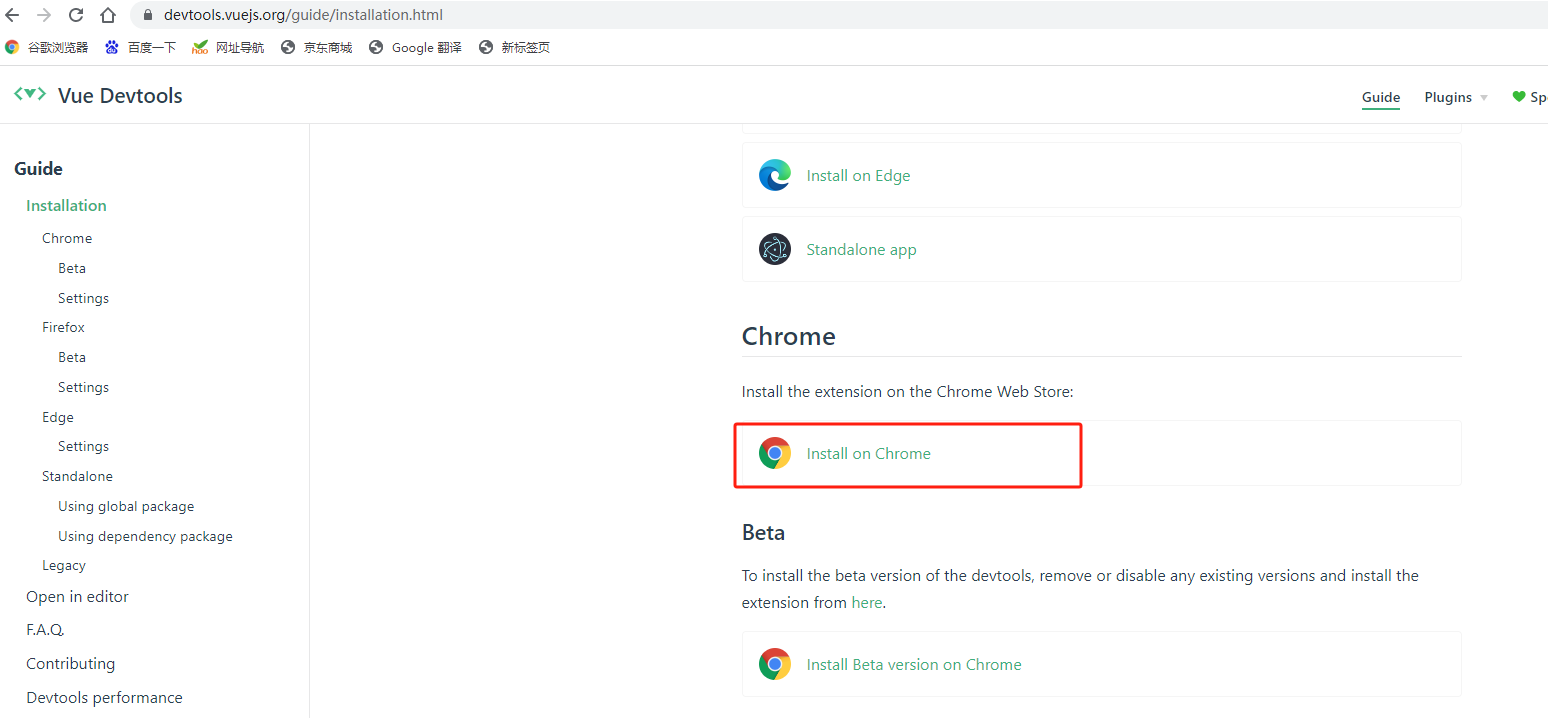 devtools.vuejs.org/guide/installation.html
谷歌浏览器 百度一下 hao 网址导航 京东商城 Google 翻译 新标签页
Vue Devtools
Guide Plugins Spo
Guide
Installation
Chrome
Beta
Settings
Firefox
Beta
Settings
Edge
Settings
Standalone
Using global package
Using dependency package
Legacy
Open in editor
F.A.Q.
Contributing
Devtools performance
Install on Edge
Standalone app
Chrome
Install the extension on the Chrome Web Store:
Install on Chrome
Beta
To install the beta version of the devtools, remove or disable any existing versions and install the
extension from here.
Install Beta version on Chrome